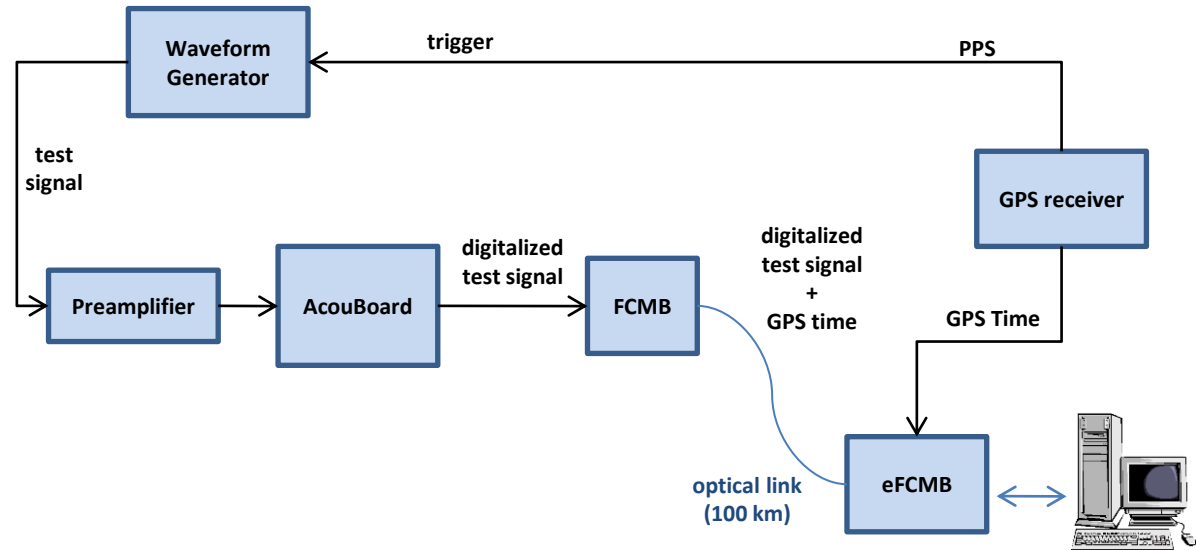 Waveform
Generator
trigger
PPS
test
signal
GPS receiver
Preamplifier
AcouBoard
digitalized
test signal
FCMB
digitalized
test signal
+
GPS time
GPS Time
optical link
(100 km)
eFCMB